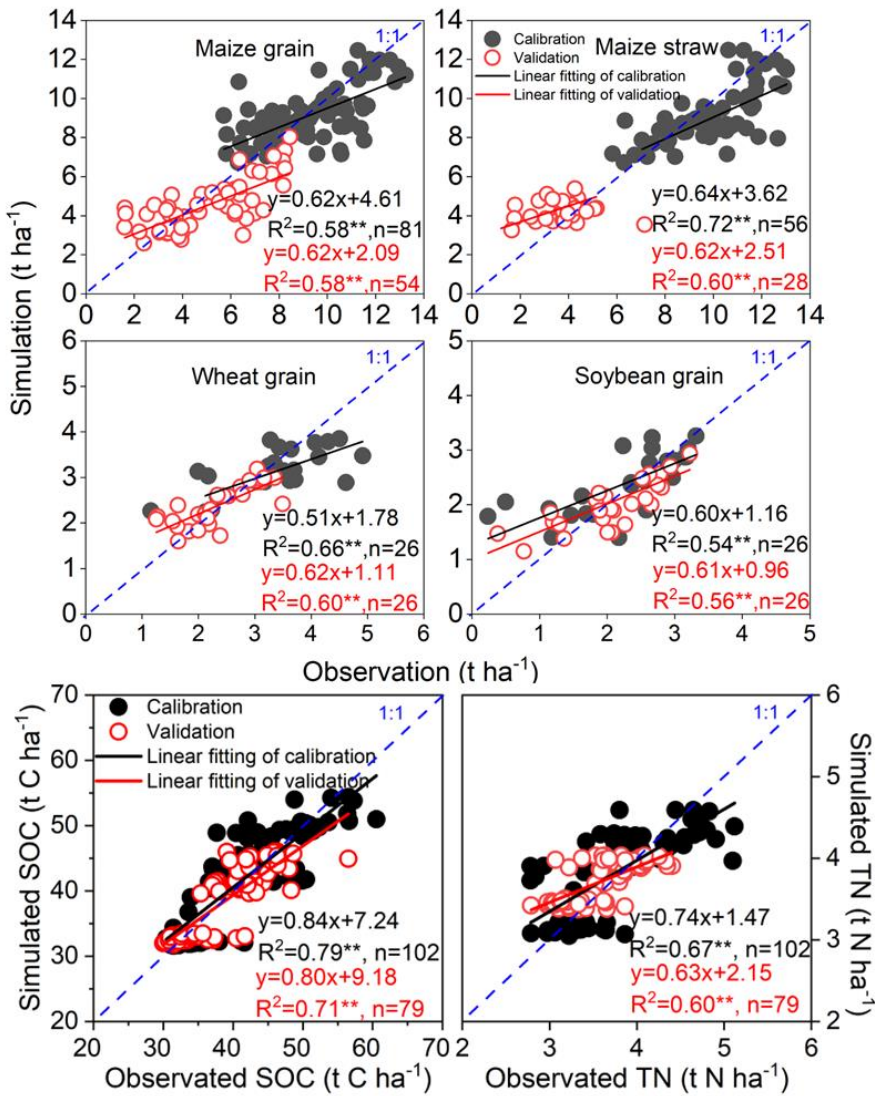 Maize grain
1:1
14
12
10
8
6
4
2
0
0 2 4 6 8 10 12 14
y=0.62x+4.61
R²=0.58**,n=81
y=0.62x+2.09
R²=0.58**,n=54
Calibration
Validation
Linear fitting of calibration
Linear fitting of validation
Maize straw
1:1
14
12
10
8
6
4
2
0
0 2 4 6 8 10 12 14
y=0.64x+3.62
R²=0.72**,n=56
y=0.62x+2.51
R²=0.60**,n=28
Simulation (t ha⁻¹)
Wheat grain
1:1
6
5
4
3
2
1
0
0 1 2 3 4 5 6
y=0.51x+1.78
R²=0.66**,n=26
y=0.62x+1.11
R²=0.60**,n=26
Soybean grain
1:1
5
4
3
2
1
0
0 1 2 3 4 5
y=0.60x+1.16
R²=0.54**,n=26
y=0.61x+0.96
R²=0.56**,n=26
Observation (t ha⁻¹)
Calibration
Validation
Linear fitting of calibration
Linear fitting of validation
1:1
70
60
50
40
30
20
20 30 40 50 60 70
y=0.84x+7.24
R²=0.79**, n=102
y=0.80x+9.18
R²=0.71**, n=79
Simulated SOC (t C ha⁻¹)
Observated SOC (t C ha⁻¹)
1:1
6
5
4
3
2
2 3 4 5 6
y=0.74x+1.47
R²=0.67**, n=102
y=0.63x+2.15
R²=0.60**, n=79
Simulated TN (t N ha⁻¹)
Observated TN (t N ha⁻¹)